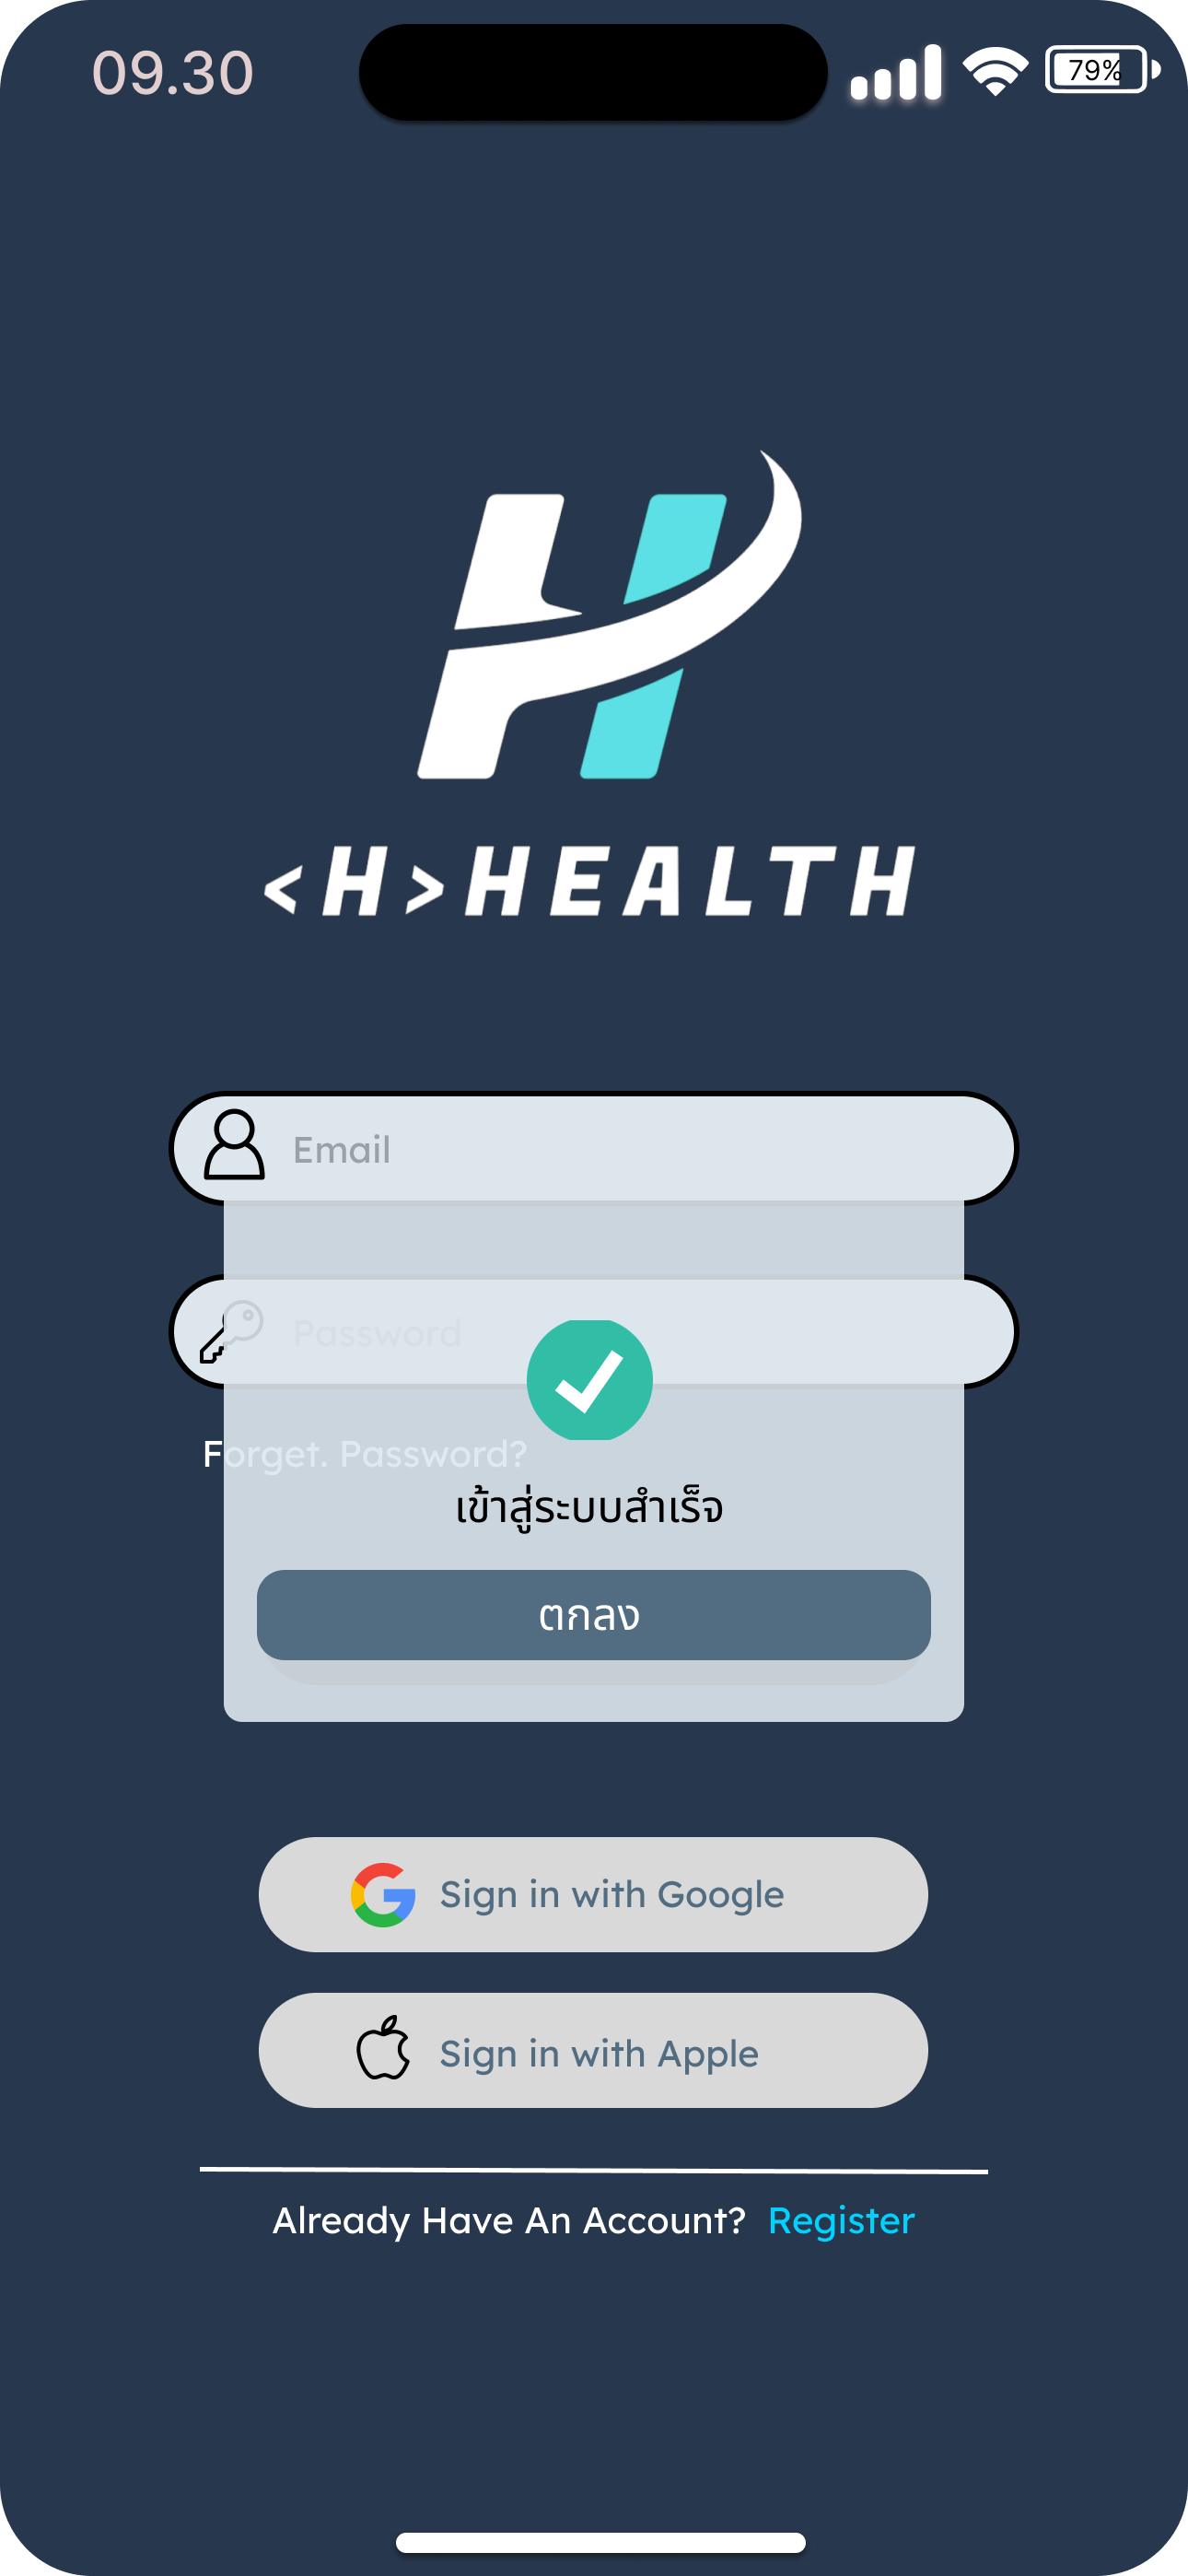 09.30
79%
<H>HEALTH
Email
Password
Forget. Password?
เข้าสู่ระบบสำเร็จ
ตกลง
Sign in with Google
Sign in with Apple
Already Have An Account? Register